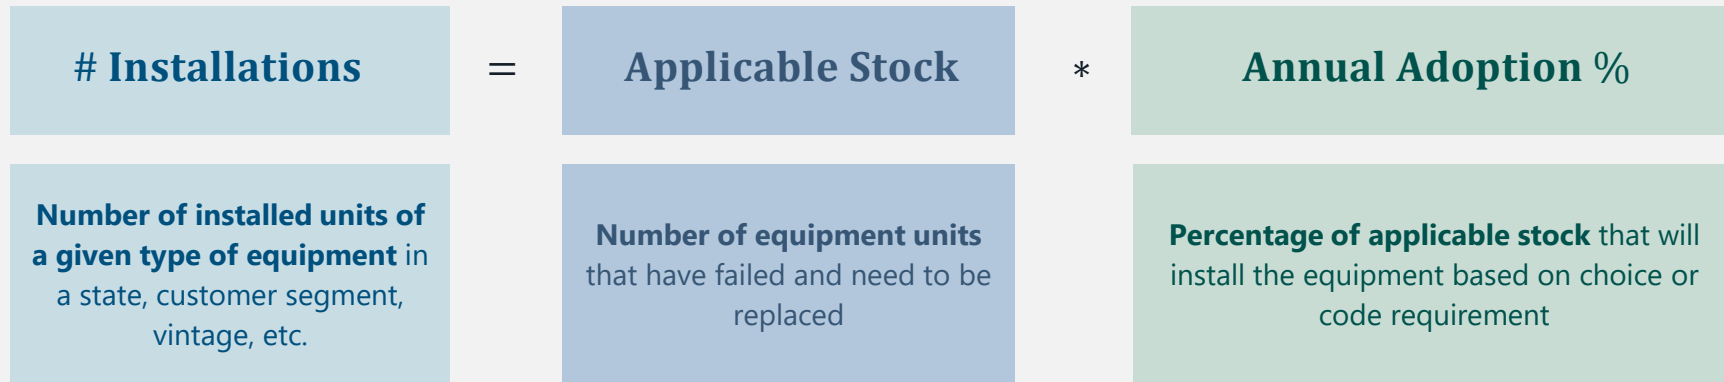 # Installations = Applicable Stock * Annual Adoption %
Number of installed units of
a given type of equipment in
a state, customer segment,
vintage, etc.
Number of equipment units
that have failed and need to be
replaced
Percentage of applicable stock that will
install the equipment based on choice or
code requirement